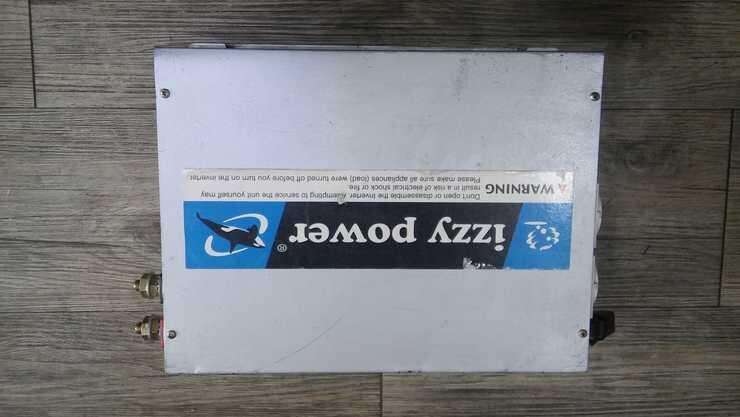 izzy power®
WARNING Don't open or disassemble the inverter. Attempting to service the unit yourself may
result in a risk of electrical shock or fire.
Please make sure all appliances (load) were turned off before you turn on the inverter.